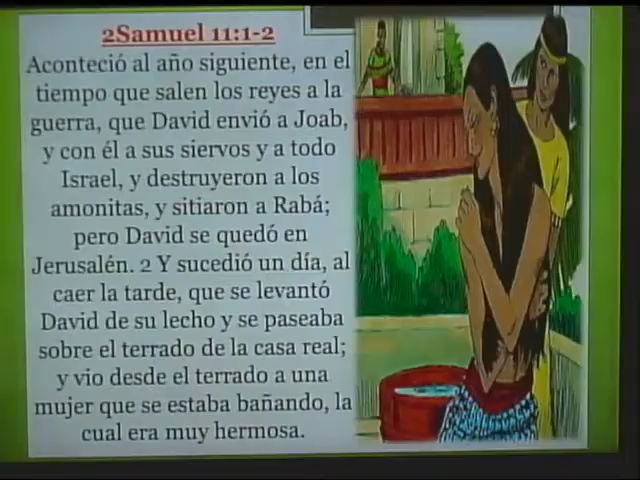 2Samuel 11:1-2
Aconteció al año siguiente, en el
tiempo que salen los reyes a la
guerra, que David envió a Joab,
y con él a sus siervos y a todo
Israel, y destruyeron a los
amonitas, y sitiaron a Rabá;
pero David se quedó en
Jerusalén. 2 Y sucedió un día, al
caer la tarde, que se levantó
David de su lecho y se paseaba
sobre el terrado de la casa real;
y vio desde el terrado a una
mujer que se estaba bañando, la
cual era muy hermosa.